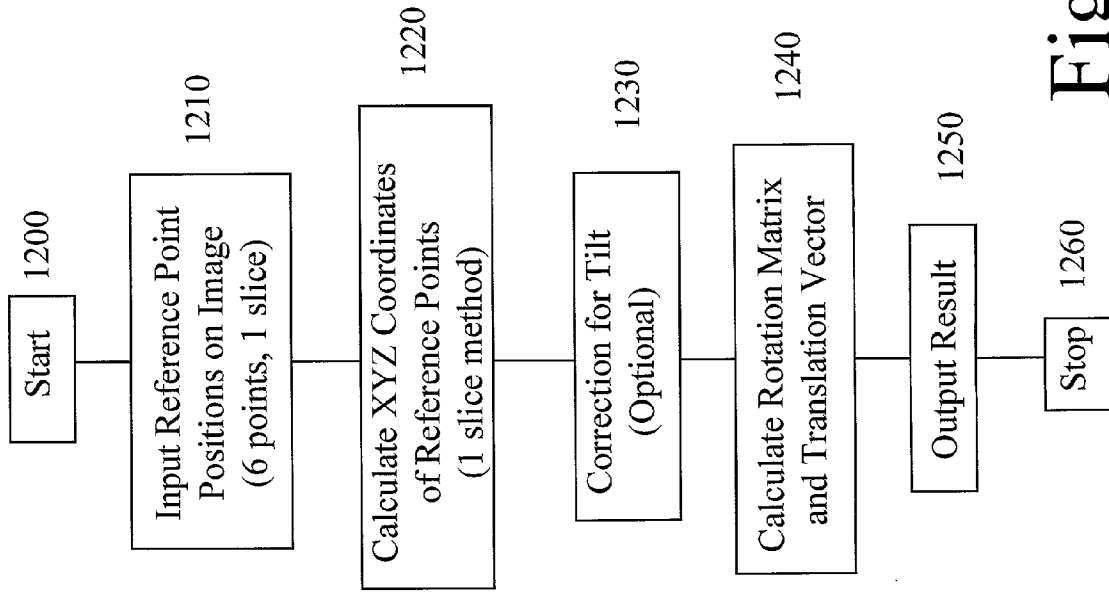 Start
1200
Input Reference Point
Positions on Image
(6 points, 1 slice)
1210
Calculate XYZ Coordinates
of Reference Points
(1 slice method)
1220
Correction for Tilt
(Optional)
1230
Calculate Rotation Matrix
and Translation Vector
1240
Output Result
1250
Stop
1260